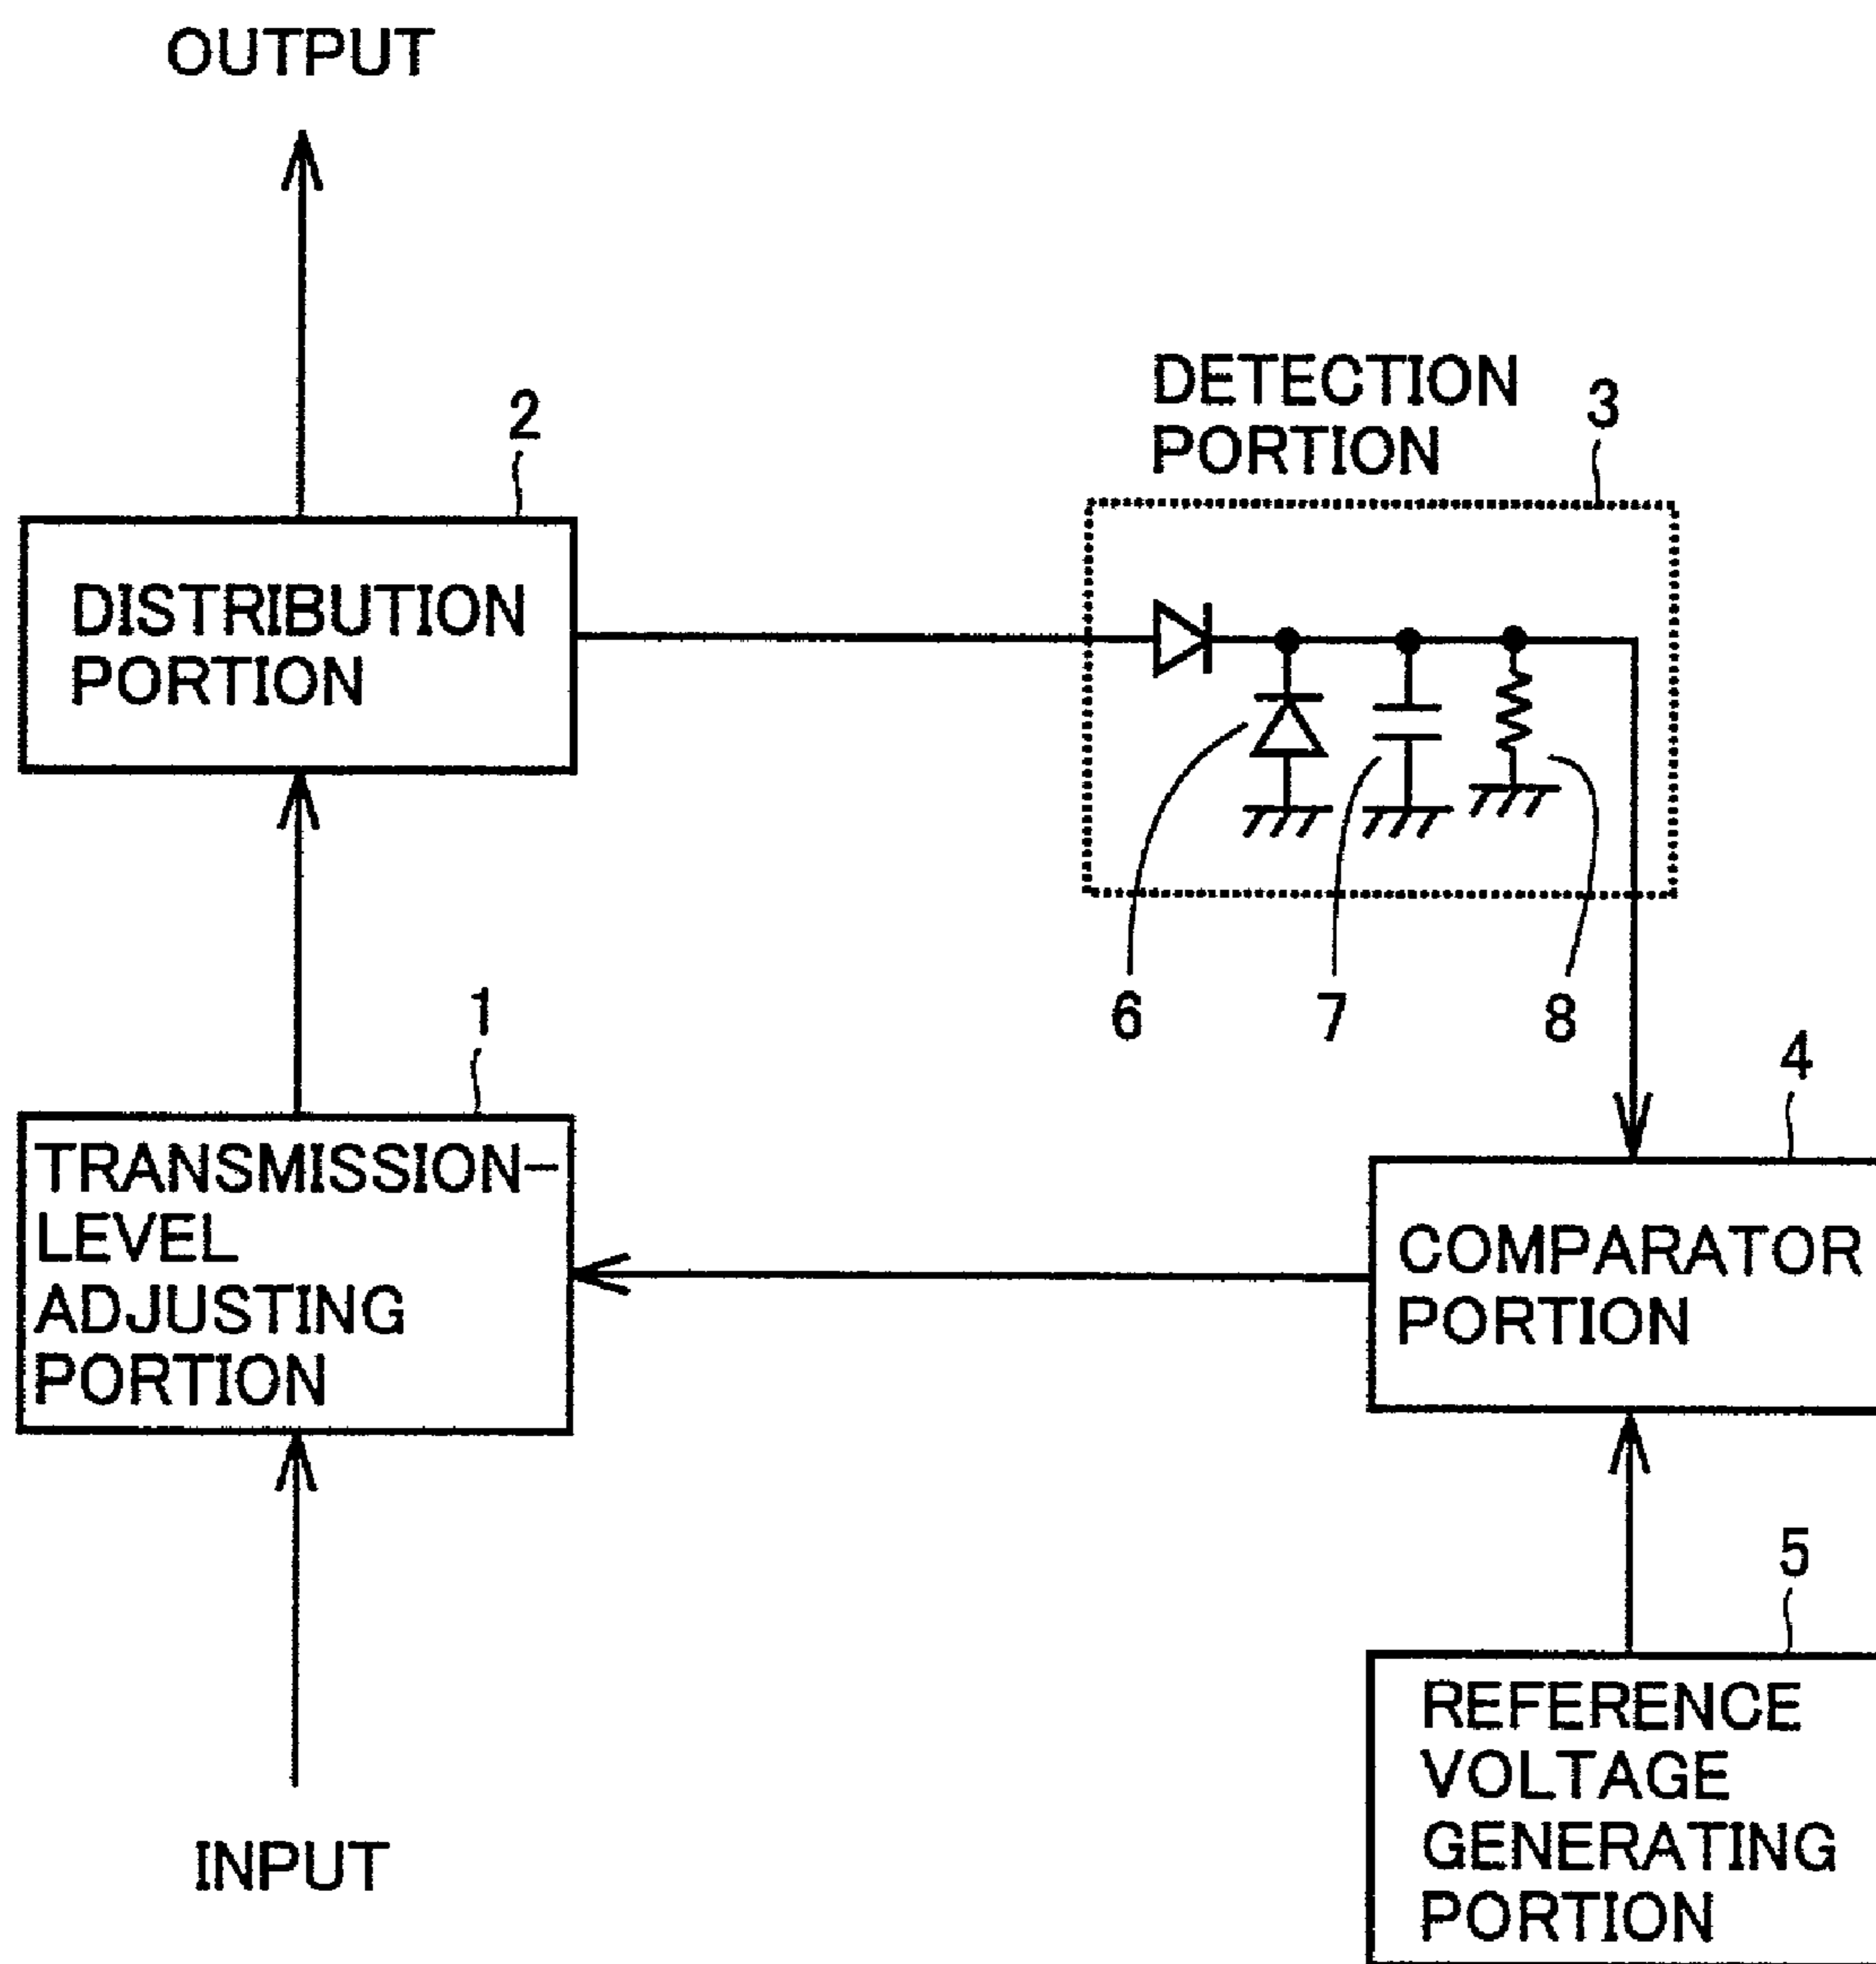 OUTPUT
2
DISTRIBUTION
PORTION
DETECTION
PORTION
3
6
7
8
1
TRANSMISSION-
LEVEL
ADJUSTING
PORTION
4
COMPARATOR
PORTION
5
REFERENCE
VOLTAGE
GENERATING
PORTION
INPUT